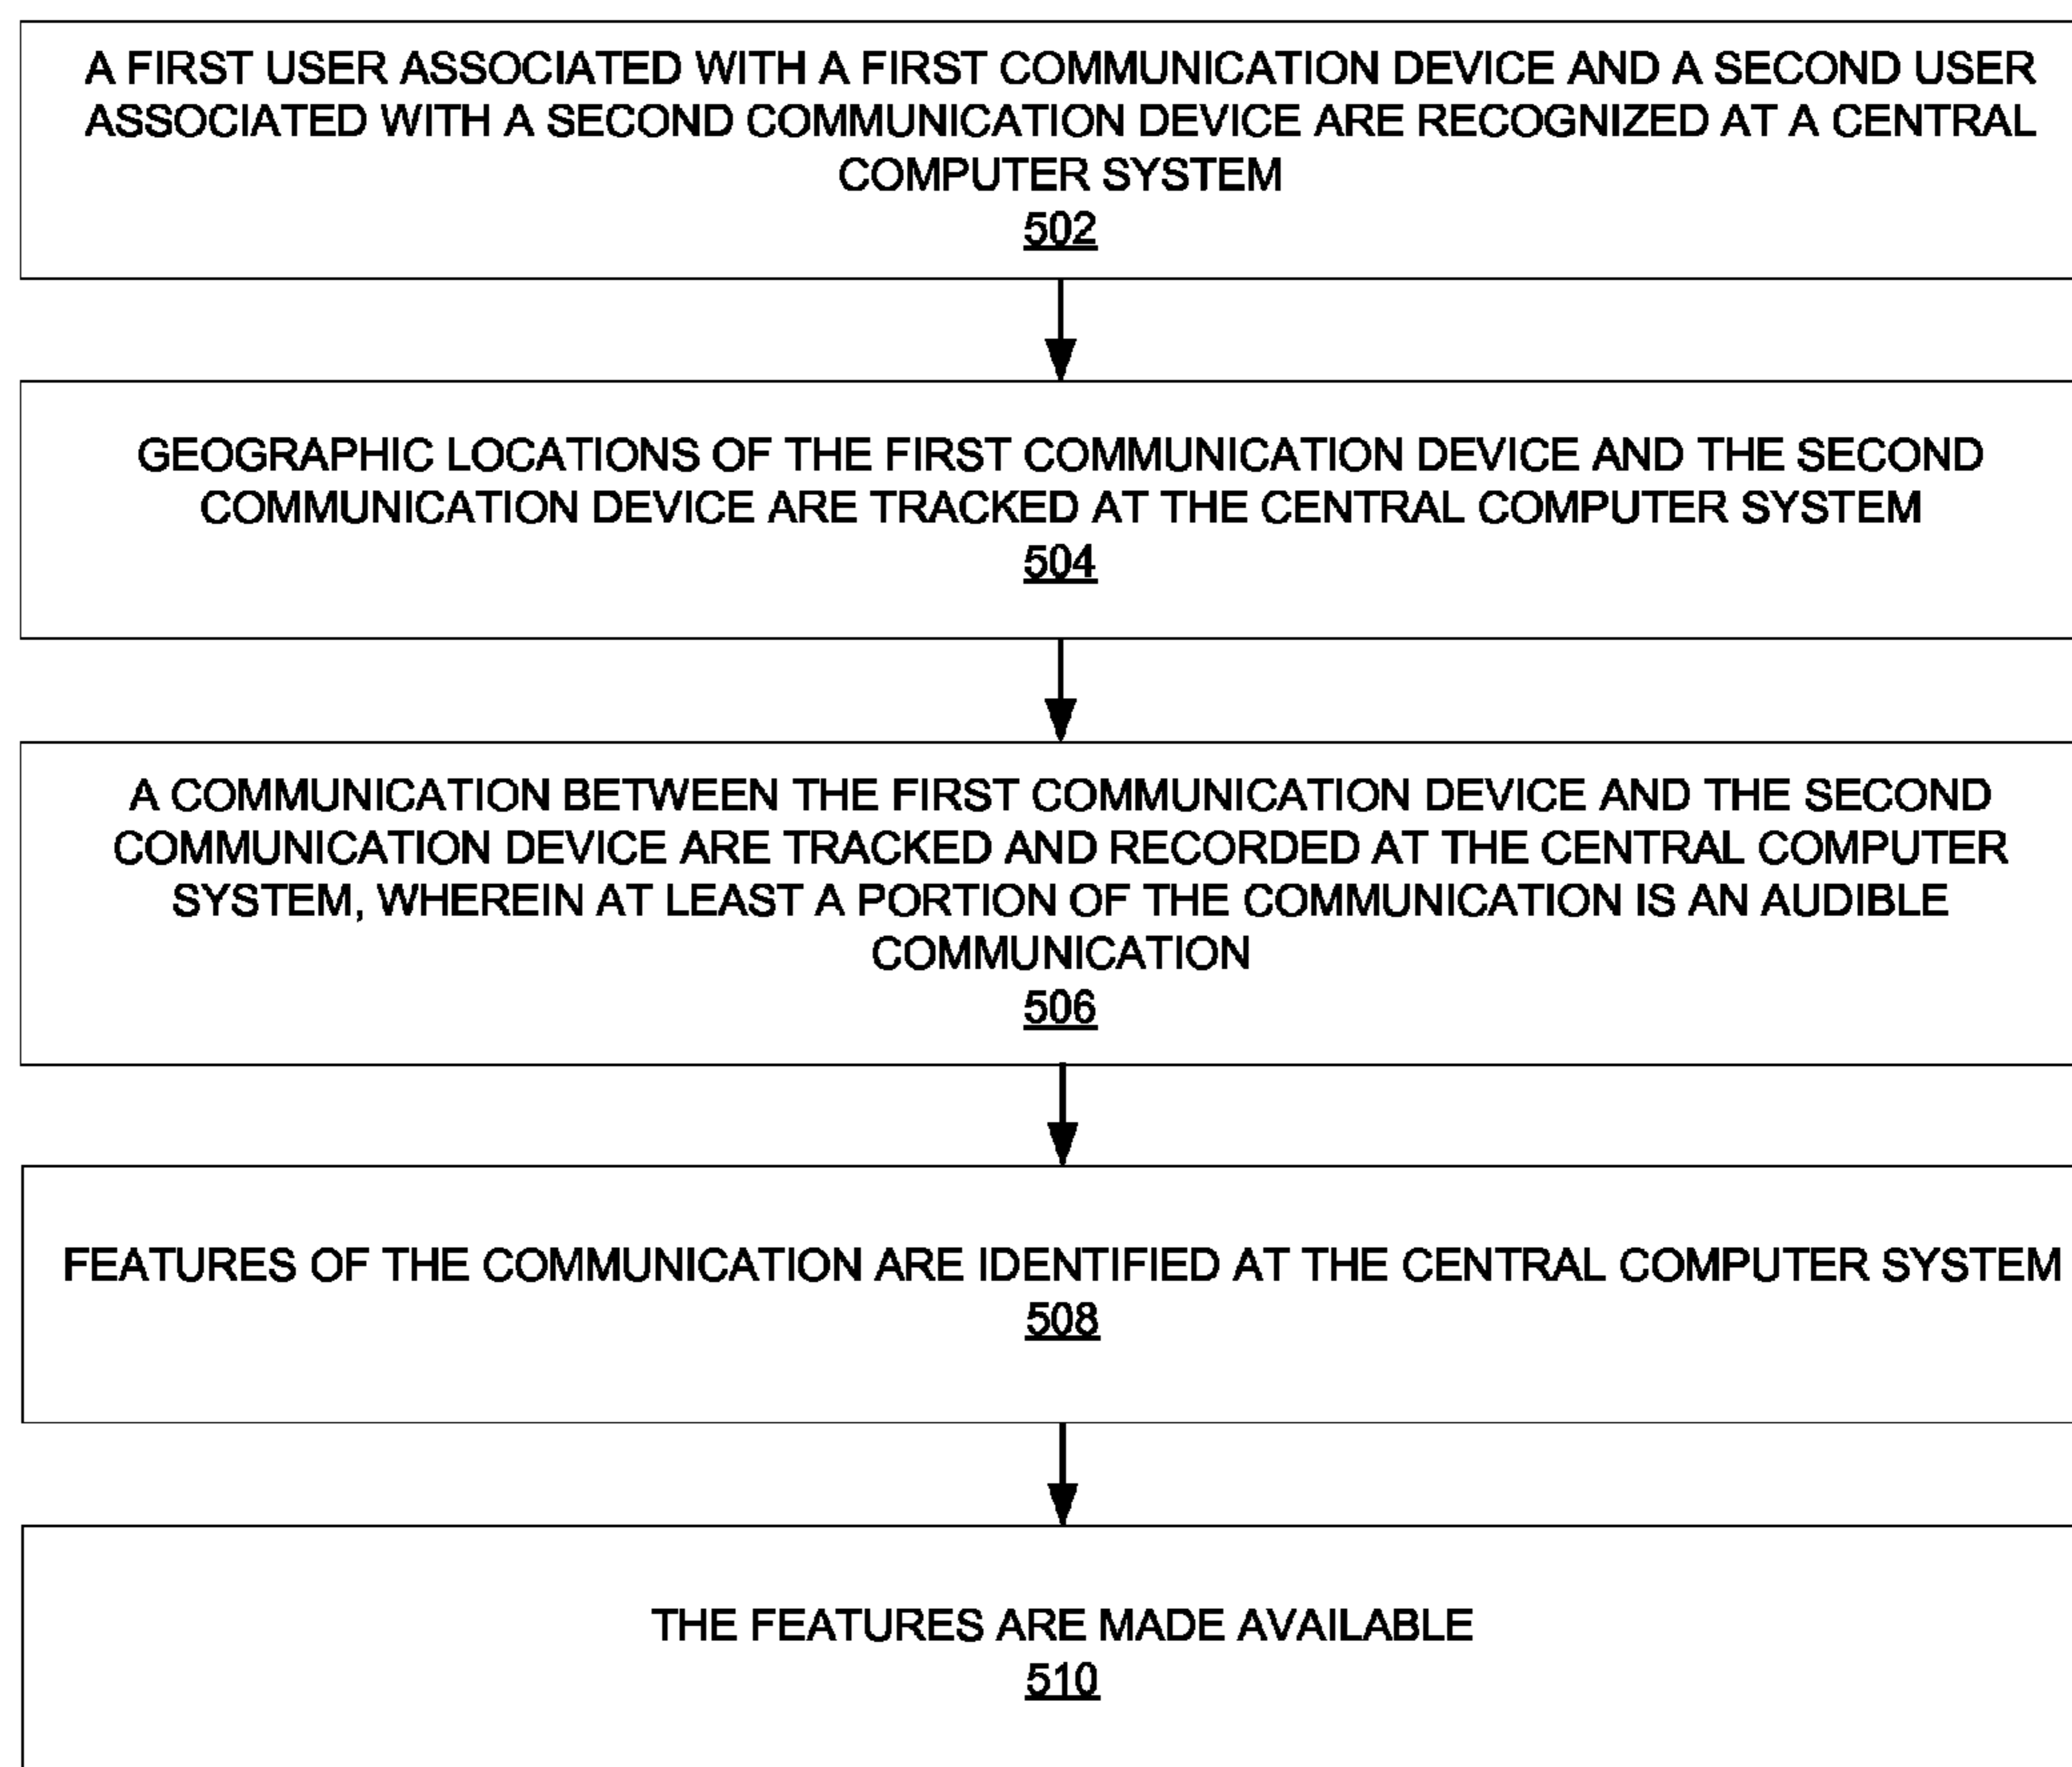 A FIRST USER ASSOCIATED WITH A FIRST COMMUNICATION DEVICE AND A SECOND USER
ASSOCIATED WITH A SECOND COMMUNICATION DEVICE ARE RECOGNIZED AT A CENTRAL
COMPUTER SYSTEM
502
GEOGRAPHIC LOCATIONS OF THE FIRST COMMUNICATION DEVICE AND THE SECOND
COMMUNICATION DEVICE ARE TRACKED AT THE CENTRAL COMPUTER SYSTEM
504
A COMMUNICATION BETWEEN THE FIRST COMMUNICATION DEVICE AND THE SECOND
COMMUNICATION DEVICE ARE TRACKED AND RECORDED AT THE CENTRAL COMPUTER
SYSTEM, WHEREIN AT LEAST A PORTION OF THE COMMUNICATION IS AN AUDIBLE
COMMUNICATION
506
FEATURES OF THE COMMUNICATION ARE IDENTIFIED AT THE CENTRAL COMPUTER SYSTEM
508
THE FEATURES ARE MADE AVAILABLE
510